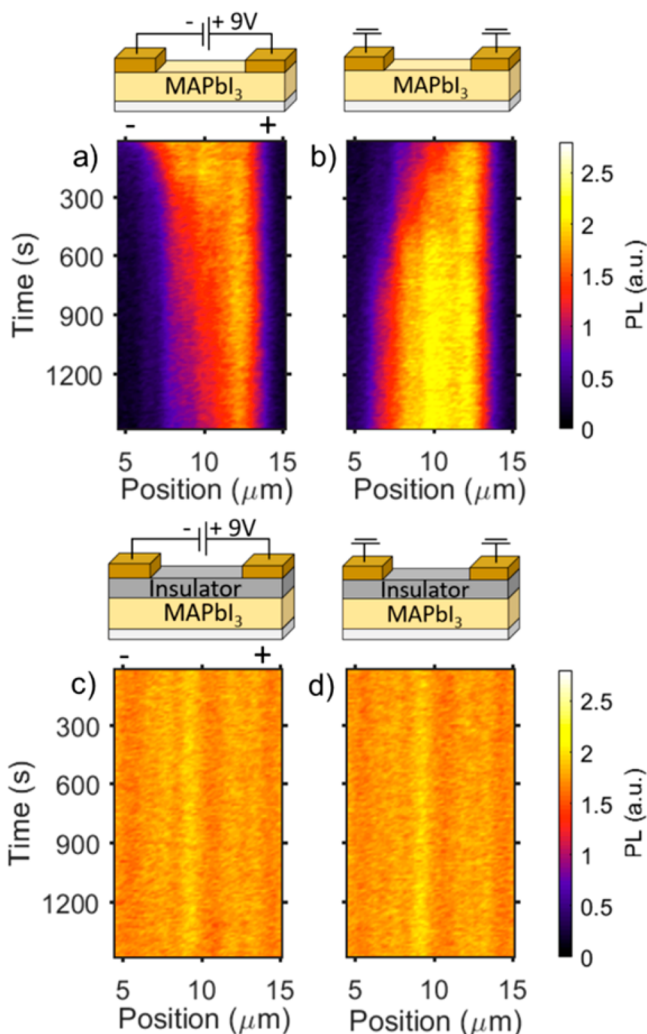 - + 9V
MAPbI3
MAPbI3
- +
a)
b)
300
600
900
1200
Time (s)
5 10 15
5 10 15
Position (μm)
Position (μm)
2.5
2
1.5
1
0.5
0
PL (a.u.)
- + 9V
Insulator
MAPbI3
Insulator
MAPbI3
- +
c)
d)
300
600
900
1200
Time (s)
5 10 15
5 10 15
Position (μm)
Position (μm)
2.5
2
1.5
1
0.5
0
PL (a.u.)